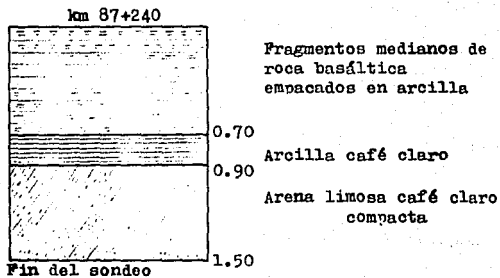 km 87+240
Fragmentos medianos de
roca basáltica
empacados en arcilla
0.70
Arcilla café claro
0.90
Arena limosa café claro
compacta
1.50
Fin del sondeo